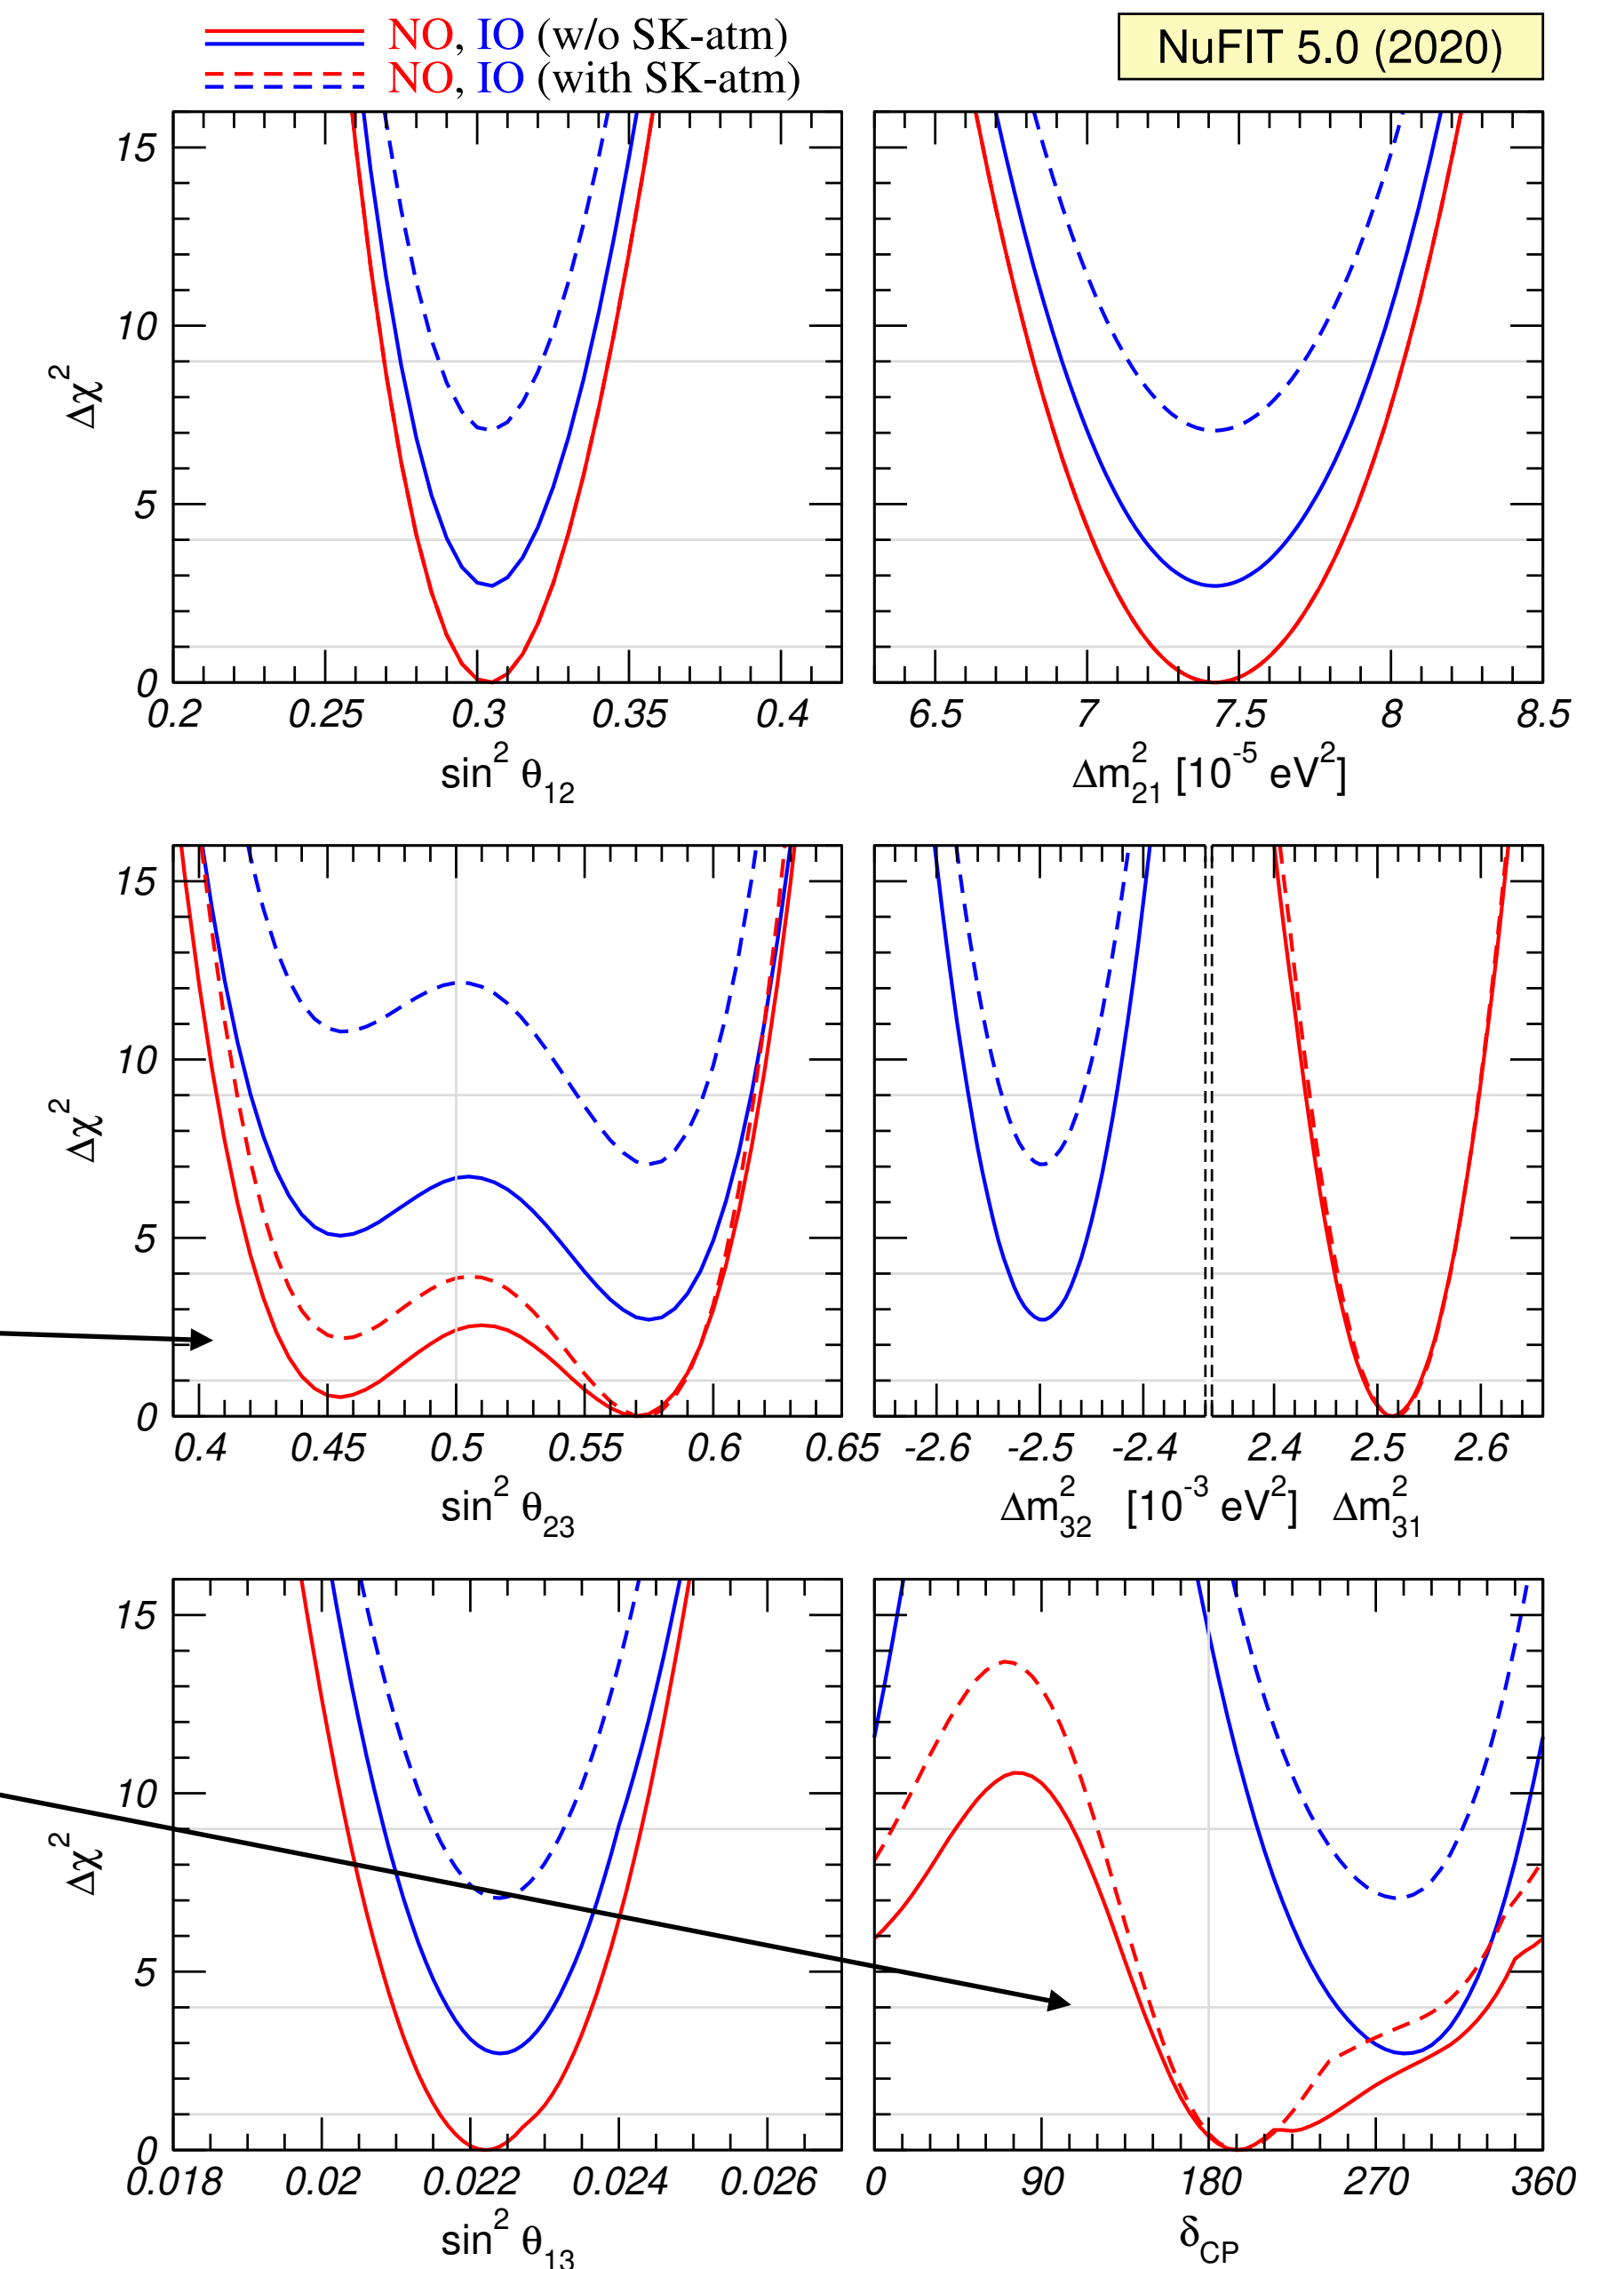 NO, IO (w/o SK-atm)
NO, IO (with SK-atm)
NuFIT 5.0 (2020)
15
10
5
0
Δχ²
0.2 0.25 0.3 0.35 0.4
sin² θ₁₂
6.5 7 7.5 8 8.5
Δm²₂₁ [10⁻⁵ eV²]
15
10
5
0
Δχ²
0.4 0.45 0.5 0.55 0.6 0.65
sin² θ₂₃
-2.6 -2.5 -2.4 2.4 2.5 2.6
Δm²₃₂ [10⁻³ eV²] Δm²₃₁
15
10
5
0
Δχ²
0.018 0.02 0.022 0.024 0.026
sin² θ₁₃
0 90 180 270 360
δ_CP